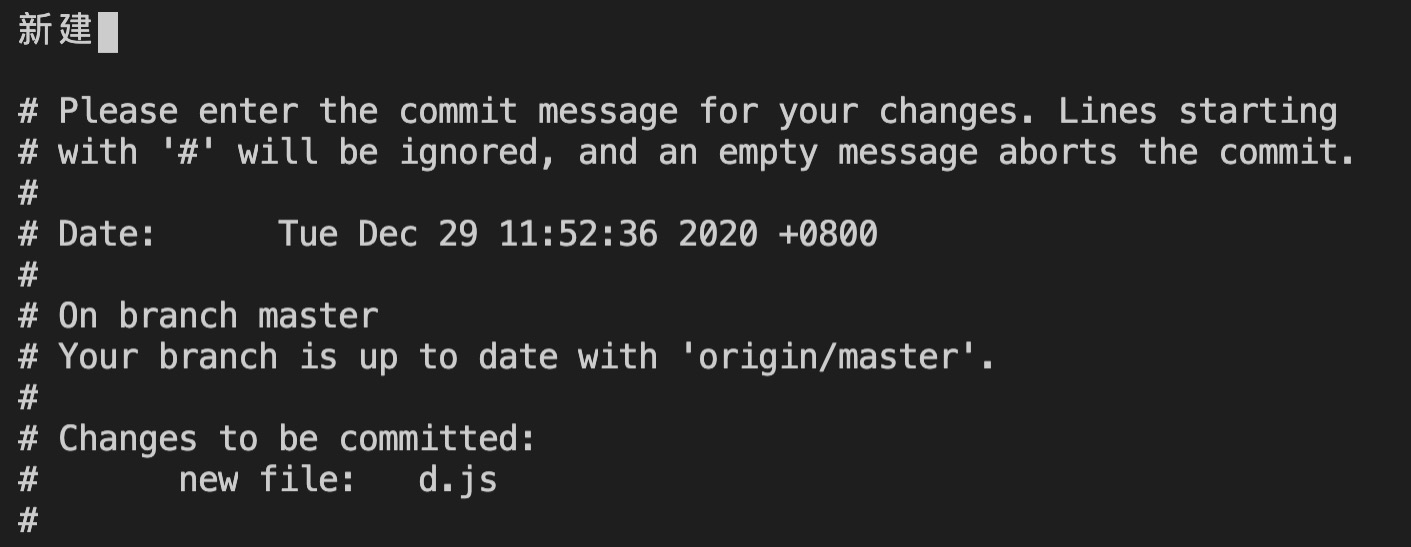 新建
# Please enter the commit message for your changes. Lines starting
# with '#' will be ignored, and an empty message aborts the commit.
#
# Date:      Tue Dec 29 11:52:36 2020 +0800
#
# On branch master
# Your branch is up to date with 'origin/master'.
#
# Changes to be committed:
#       new file:   d.js
#